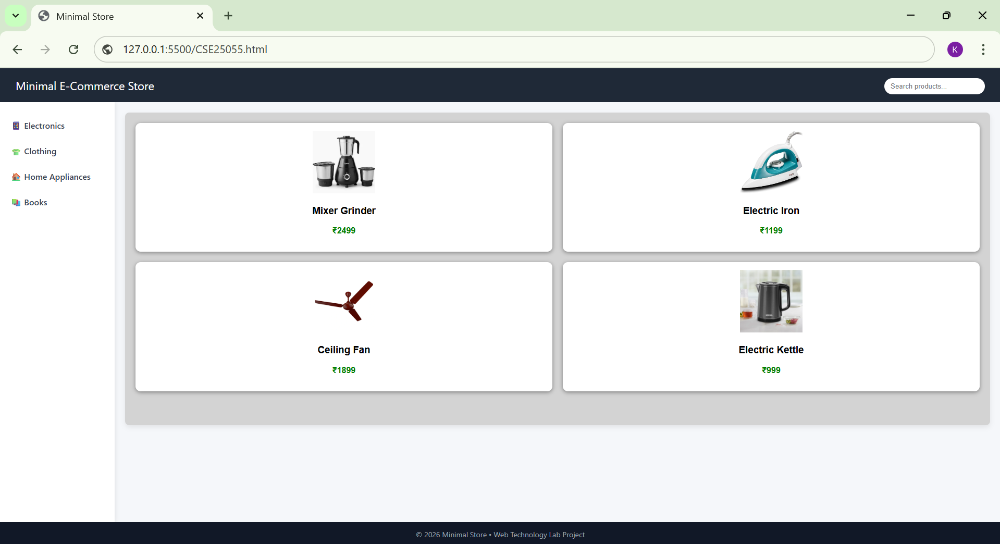 Minimal Store
127.0.0.1:5500/CSE25055.html
K
Minimal E-Commerce Store
Search products...
Electronics
Clothing
Home Appliances
Books
Mixer Grinder
₹2499
Electric Iron
₹1199
Ceiling Fan
₹1899
Electric Kettle
₹999
© 2026 Minimal Store • Web Technology Lab Project